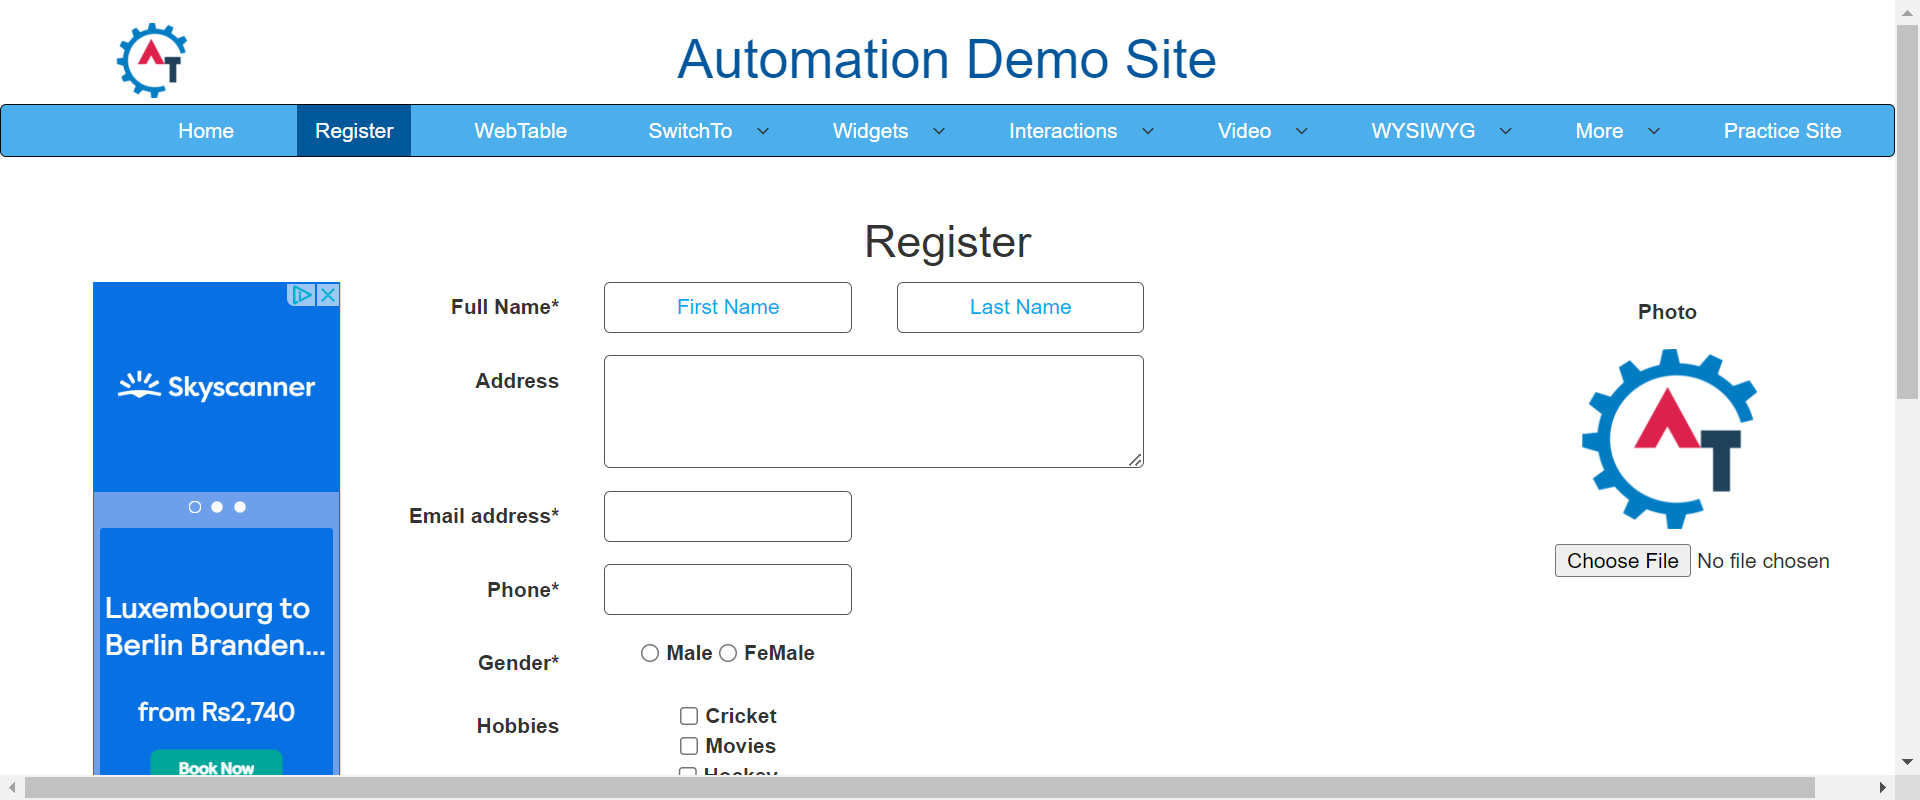 Automation Demo Site
Home Register WebTable SwitchTo Widgets Interactions Video WYSIWYG More Practice Site
Register
Full Name* First Name Last Name
Photo
Skyscanner
Address
Email address*
Choose File No file chosen
Phone*
Luxembourg to
Berlin Branden...
Gender* Male FeMale
from Rs2,740
Hobbies Cricket
Movies
Book Now
Hockey